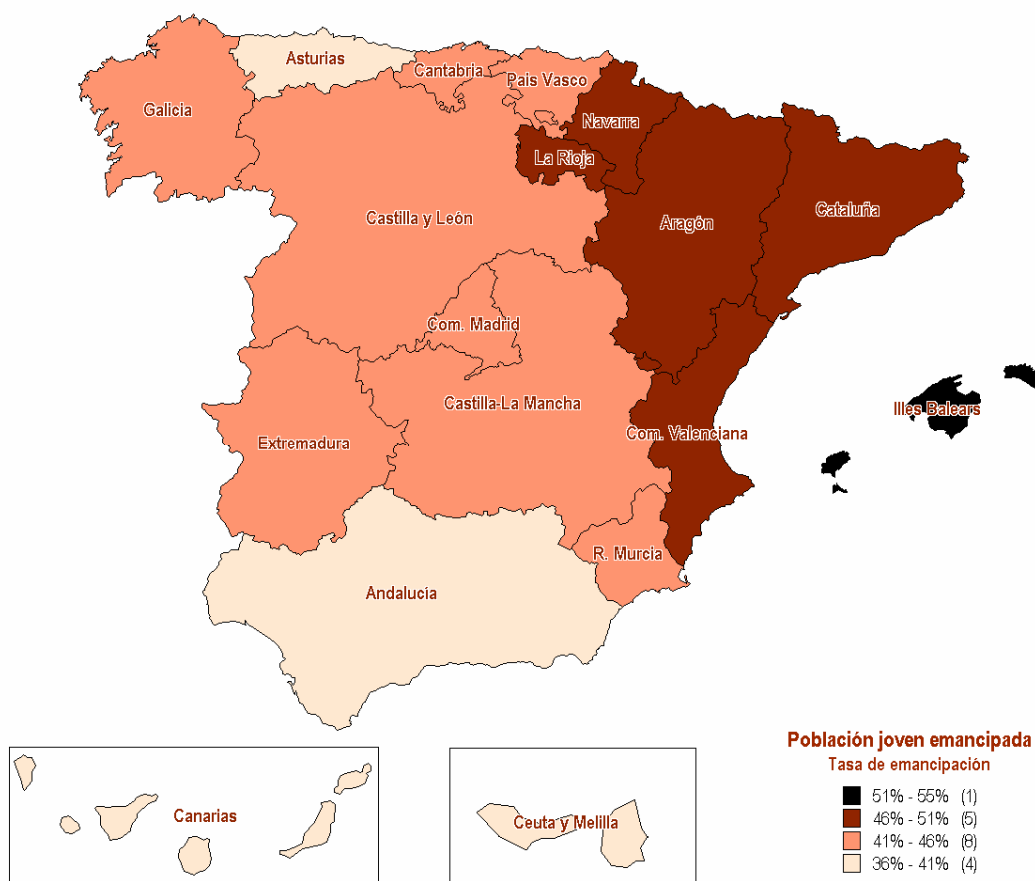 Asturias
Cantabria
Pais Vasco
Galicia
Navarra
La Rioja
Castilla y León
Aragón
Cataluña
Com. Madrid
Castilla-La Mancha
Illes Balears
Extremadura
Com. Valenciana
R. Murcia
Andalucía
Canarias
Ceuta y Melilla
Población joven emancipada
Tasa de emancipación
51% - 55% (1)
46% - 51% (5)
41% - 46% (8)
36% - 41% (4)